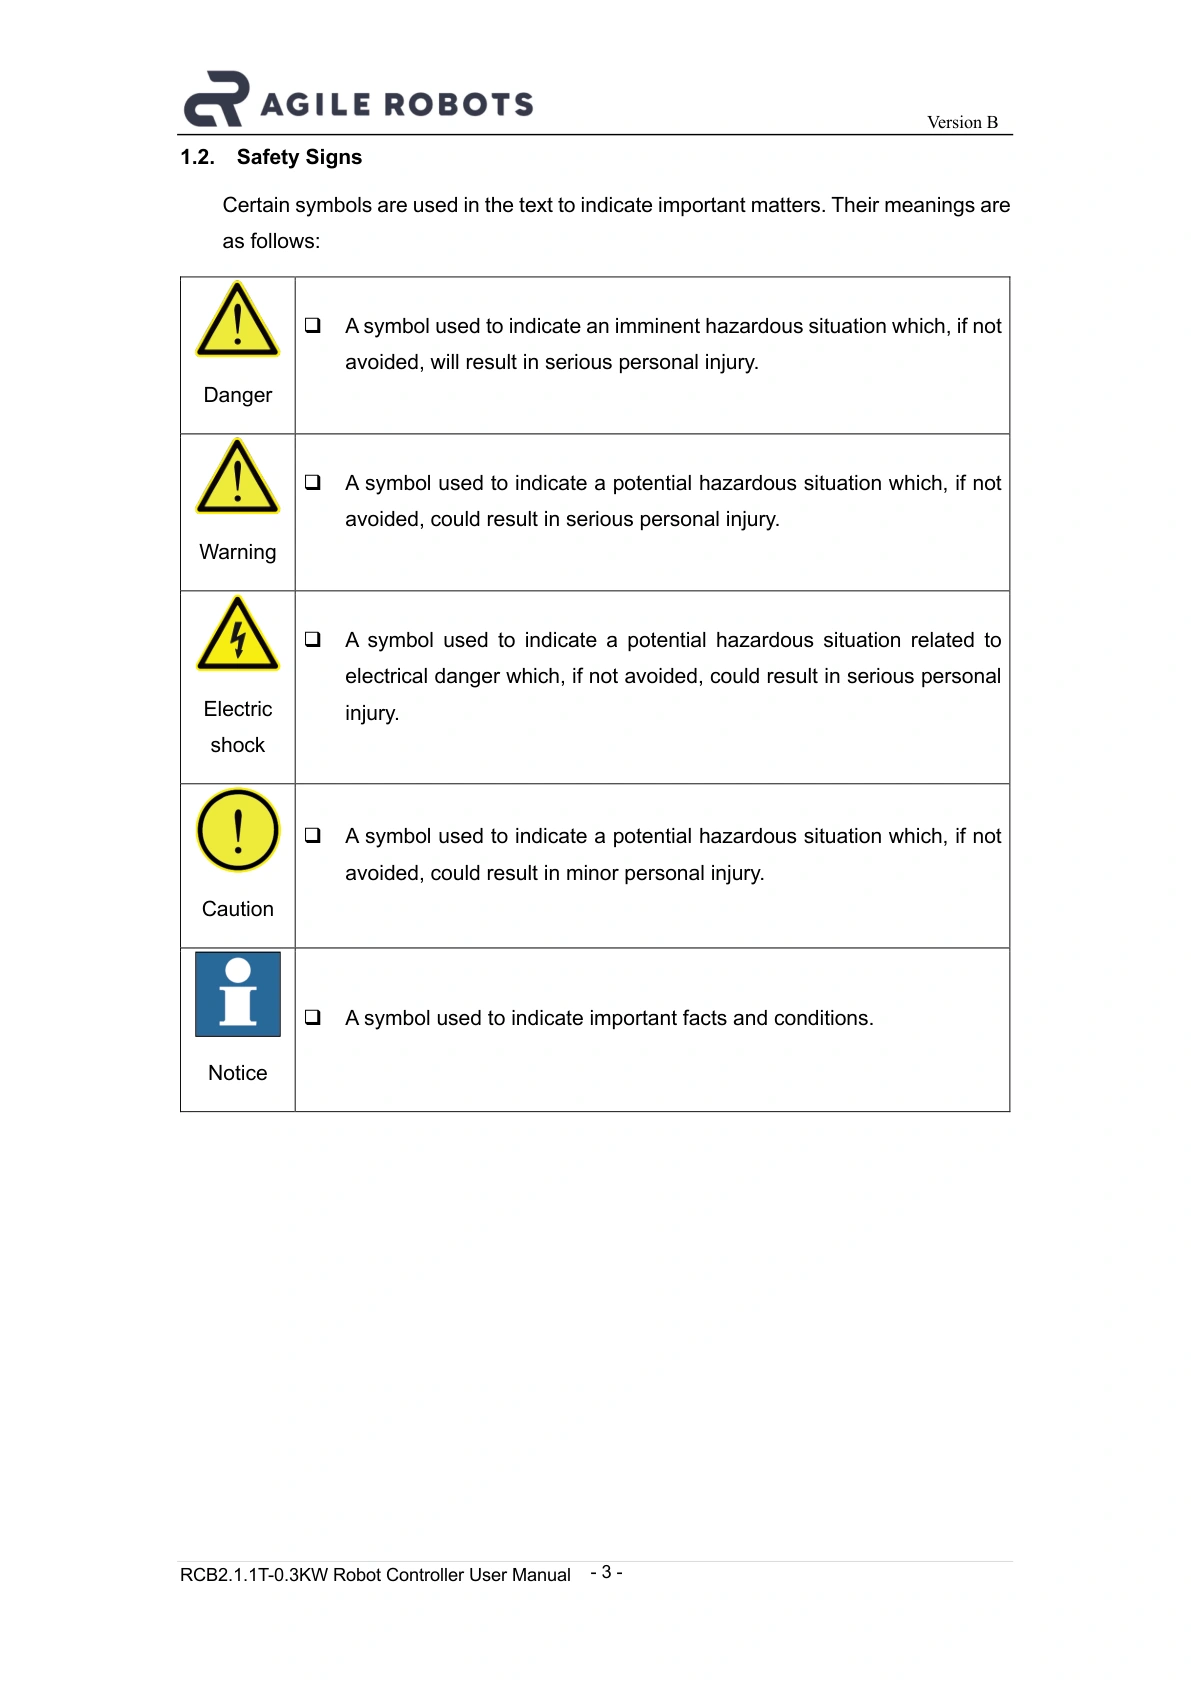 AGILE ROBOTS
Version B
1.2. Safety Signs
Certain symbols are used in the text to indicate important matters. Their meanings are
as follows:
Danger
❑ A symbol used to indicate an imminent hazardous situation which, if not
avoided, will result in serious personal injury.
Warning
❑ A symbol used to indicate a potential hazardous situation which, if not
avoided, could result in serious personal injury.
Electric
shock
❑ A symbol used to indicate a potential hazardous situation related to
electrical danger which, if not avoided, could result in serious personal
injury.
Caution
❑ A symbol used to indicate a potential hazardous situation which, if not
avoided, could result in minor personal injury.
Notice
❑ A symbol used to indicate important facts and conditions.
RCB2.1.1T-0.3KW Robot Controller User Manual - 3 -